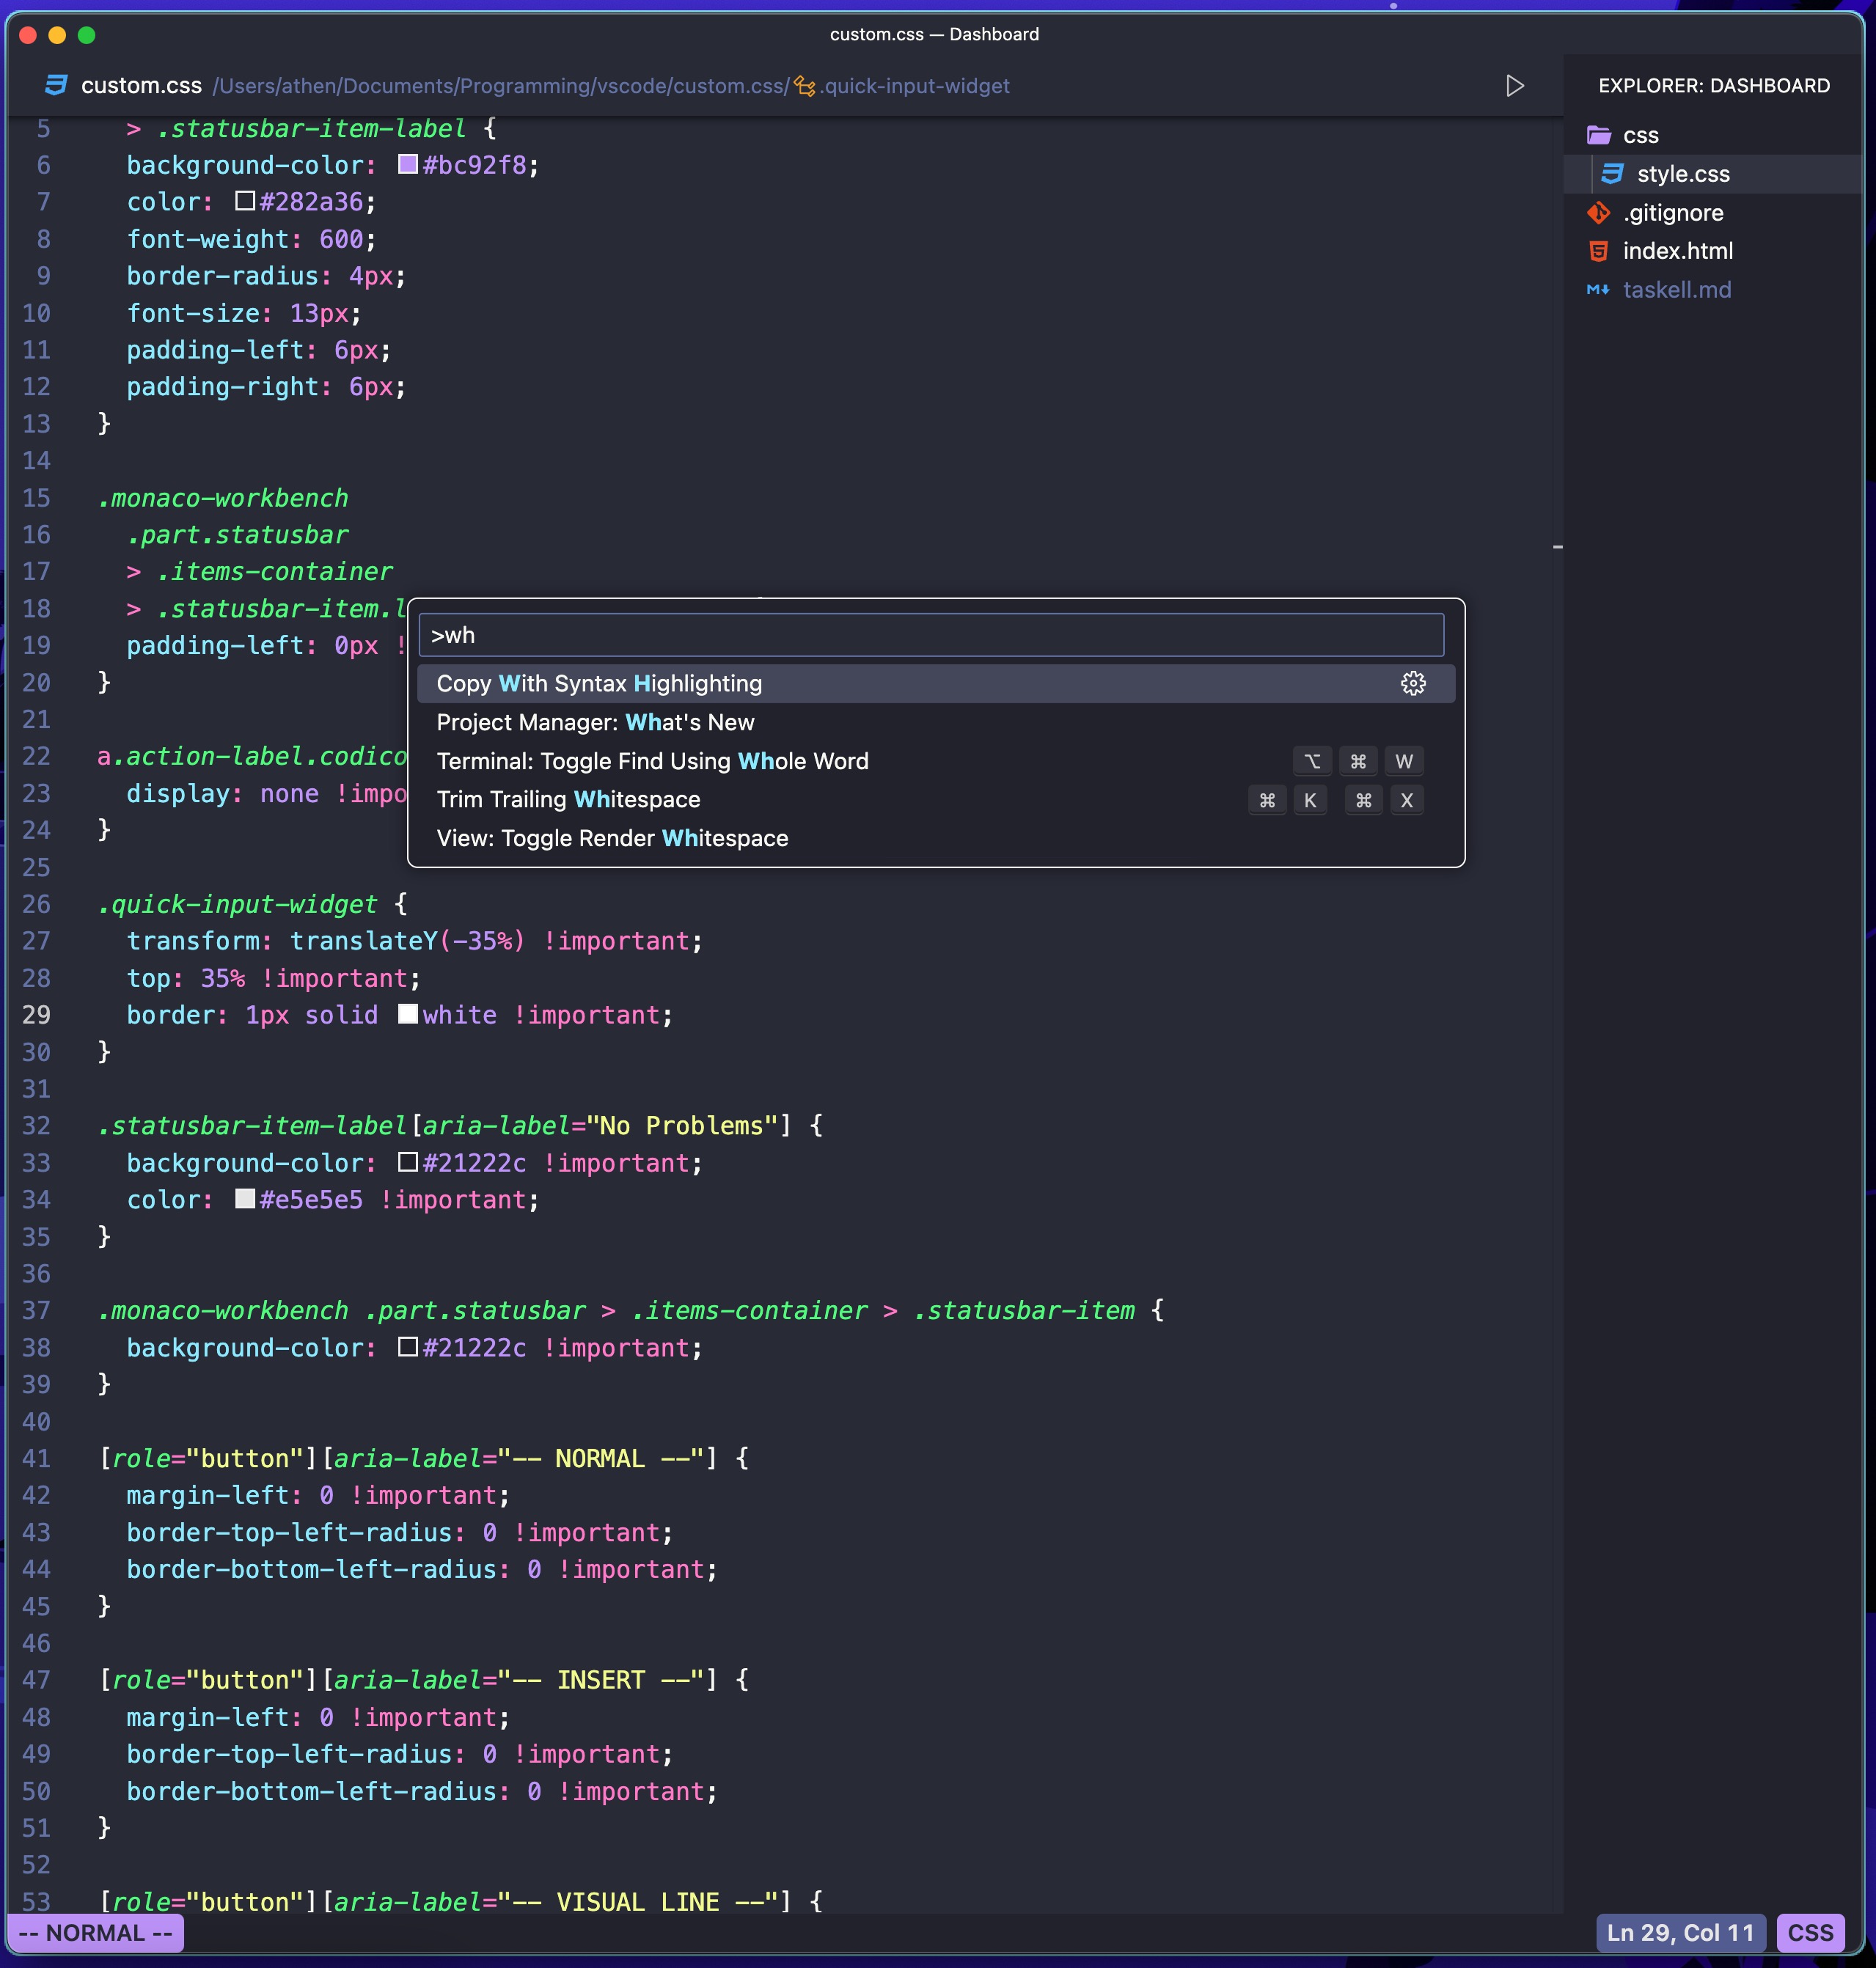 custom.css — Dashboard
custom.css /Users/athen/Documents/Programming/vscode/custom.css/ .quick-input-widget
5 > .statusbar-item-label {
6 background-color: #bc92f8;
7 color: #282a36;
8 font-weight: 600;
9 border-radius: 4px;
10 font-size: 13px;
11 padding-left: 6px;
12 padding-right: 6px;
13 }
14
15 .monaco-workbench
16 .part.statusbar
17 > .items-container
18 > .statusbar-item.l
19 padding-left: 0px !
20 }
21
22 a.action-label.codico
23 display: none !impo
24 }
25
26 .quick-input-widget {
27 transform: translateY(-35%) !important;
28 top: 35% !important;
29 border: 1px solid white !important;
30 }
31
32 .statusbar-item-label[aria-label="No Problems"] {
33 background-color: #21222c !important;
34 color: #e5e5e5 !important;
35 }
36
37 .monaco-workbench .part.statusbar > .items-container > .statusbar-item {
38 background-color: #21222c !important;
39 }
40
41 [role="button"][aria-label="-- NORMAL --"] {
42 margin-left: 0 !important;
43 border-top-left-radius: 0 !important;
44 border-bottom-left-radius: 0 !important;
45 }
46
47 [role="button"][aria-label="-- INSERT --"] {
48 margin-left: 0 !important;
49 border-top-left-radius: 0 !important;
50 border-bottom-left-radius: 0 !important;
51 }
52
53 [role="button"][aria-label="-- VISUAL LINE --"] {
>wh
Copy With Syntax Highlighting
Project Manager: What's New
Terminal: Toggle Find Using Whole Word ⌥ ⌘ W
Trim Trailing Whitespace ⌘ K ⌘ X
View: Toggle Render Whitespace
EXPLORER: DASHBOARD
css
style.css
.gitignore
index.html
M↓ taskell.md
-- NORMAL --
Ln 29, Col 11
CSS